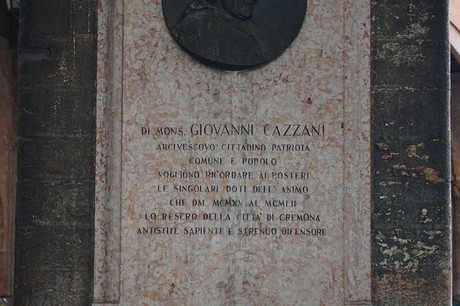 DI MONS. GIOVANNI CAZZANI
ARCIVESCOVO CITTADINO PATRIOTA
COMUNE E POPOLO
VOGLIONO RICORDARE AI POSTERI
LE SINGOLARI DOTI DELL' ANIMO
CHE DAL MCMXV AL MCMLII
LO RESERO DELLA CITTA' DI CREMONA
ANTISTITE SAPIENTE E STRENUO DIFENSORE